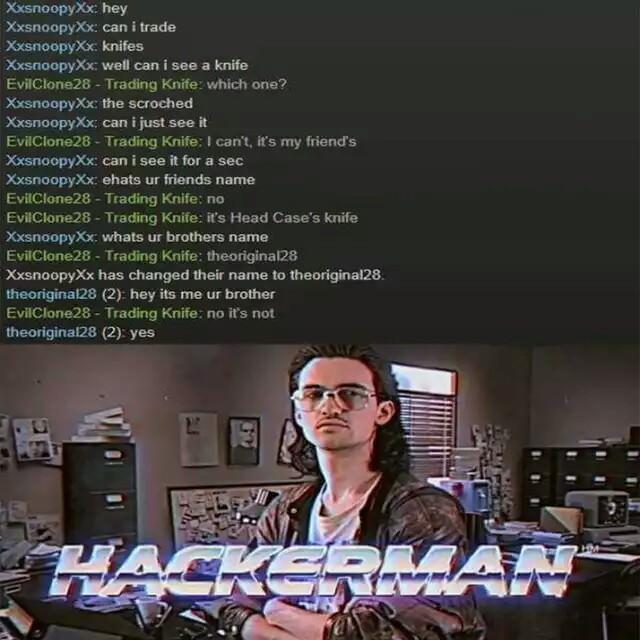 XxsnoopyXx: hey
XxsnoopyXx: can i trade
XxsnoopyXx: knifes
XxsnoopyXx: well can i see a knife
EvilClone28 - Trading Knife: which one?
XxsnoopyXx: the scroched
XxsnoopyXx: can i just see it
EvilClone28 - Trading Knife: I can't, it's my friend's
XxsnoopyXx: can i see it for a sec
XxsnoopyXx: ehats ur friends name
EvilClone28 - Trading Knife: no
EvilClone28 - Trading Knife: it's Head Case's knife
XxsnoopyXx: whats ur brothers name
EvilClone28 - Trading Knife: theoriginal28
XxsnoopyXx has changed their name to theoriginal28.
theoriginal28 (2): hey its me ur brother
EvilClone28 - Trading Knife: no it's not
theoriginal28 (2): yes
HACKERMAN™